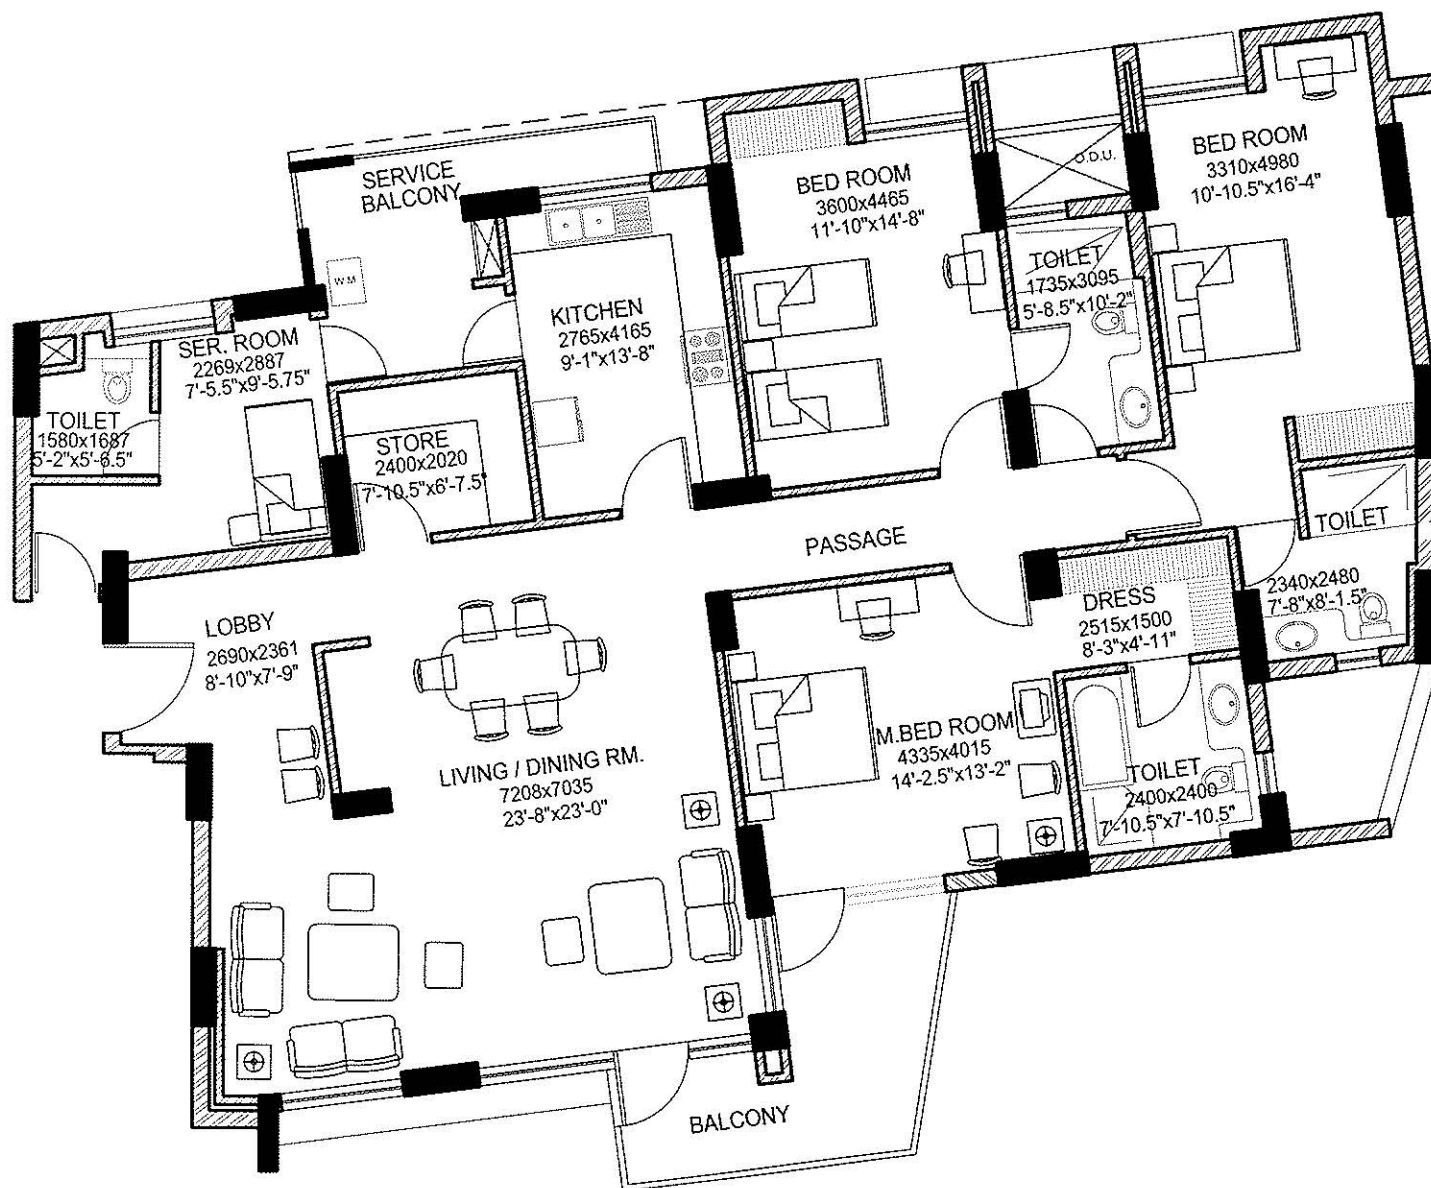 SERVICE
BALCONY
BED ROOM
3600x4465
11'-10"x14'-8"
O.D.U.
BED ROOM
3310x4980
10'-10.5"x16'-4"
W.M
KITCHEN
2765x4165
9'-1"x13'-8"
TOILET
1735x3095
5'-8.5"x10'-2"
SER. ROOM
2269x2887
7'-5.5"x9'-5.75"
TOILET
1580x1687
5'-2"x5'-6.5"
STORE
2400x2020
7'-10.5"x6'-7.5"
PASSAGE
TOILET
2340x2480
7'-8"x8'-1.5"
LOBBY
2690x2361
8'-10"x7'-9"
DRESS
2515x1500
8'-3"x4'-11"
LIVING / DINING RM.
7208x7035
23'-8"x23'-0"
M.BED ROOM
4335x4015
14'-2.5"x13'-2"
TOILET
2400x2400
7'-10.5"x7'-10.5"
BALCONY